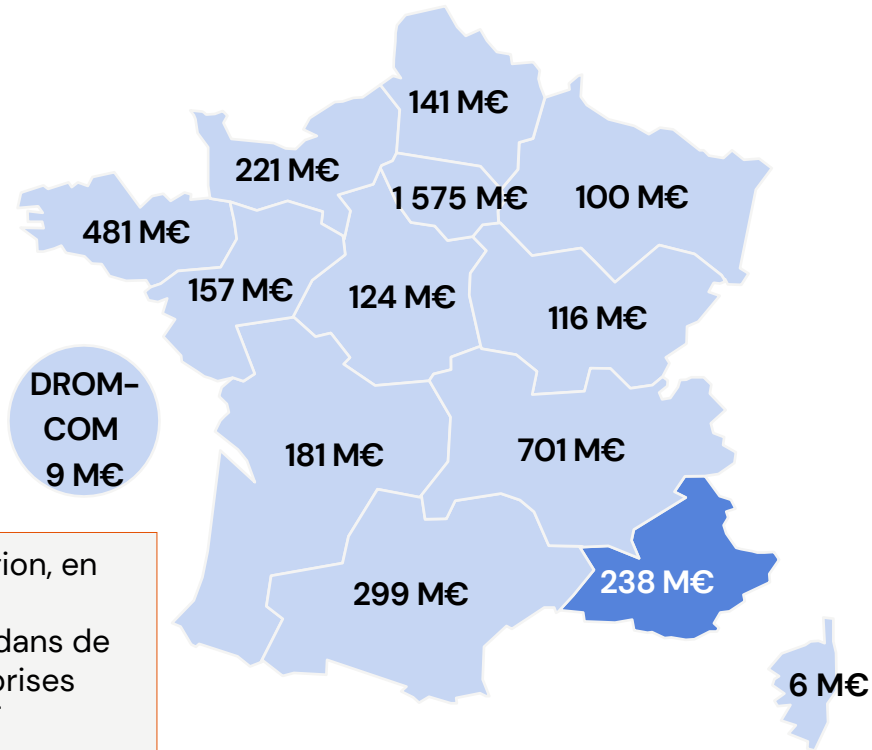 141 M€
221 M€
1 575 M€
100 M€
481 M€
157 M€
124 M€
116 M€
DROM-
COM
9 M€
181 M€
701 M€
299 M€
238 M€
6 M€
ion, en
dans de
prises